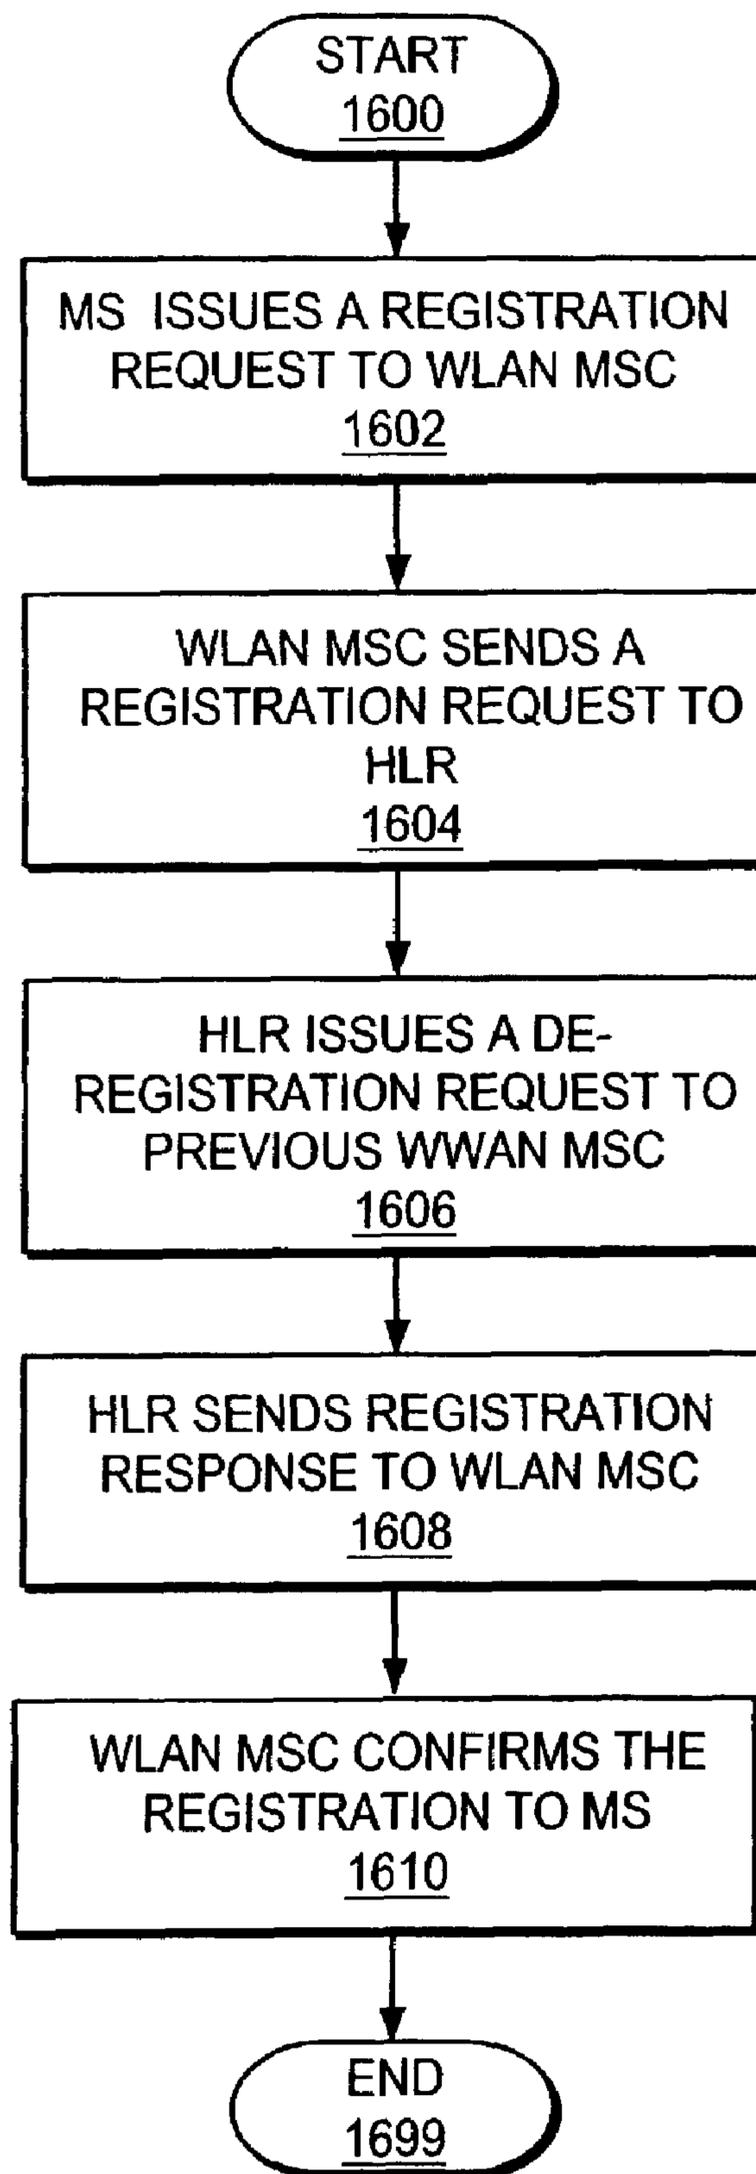 START
1600
MS ISSUES A REGISTRATION
REQUEST TO WLAN MSC
1602
WLAN MSC SENDS A
REGISTRATION REQUEST TO
HLR
1604
HLR ISSUES A DE-
REGISTRATION REQUEST TO
PREVIOUS WWAN MSC
1606
HLR SENDS REGISTRATION
RESPONSE TO WLAN MSC
1608
WLAN MSC CONFIRMS THE
REGISTRATION TO MS
1610
END
1699